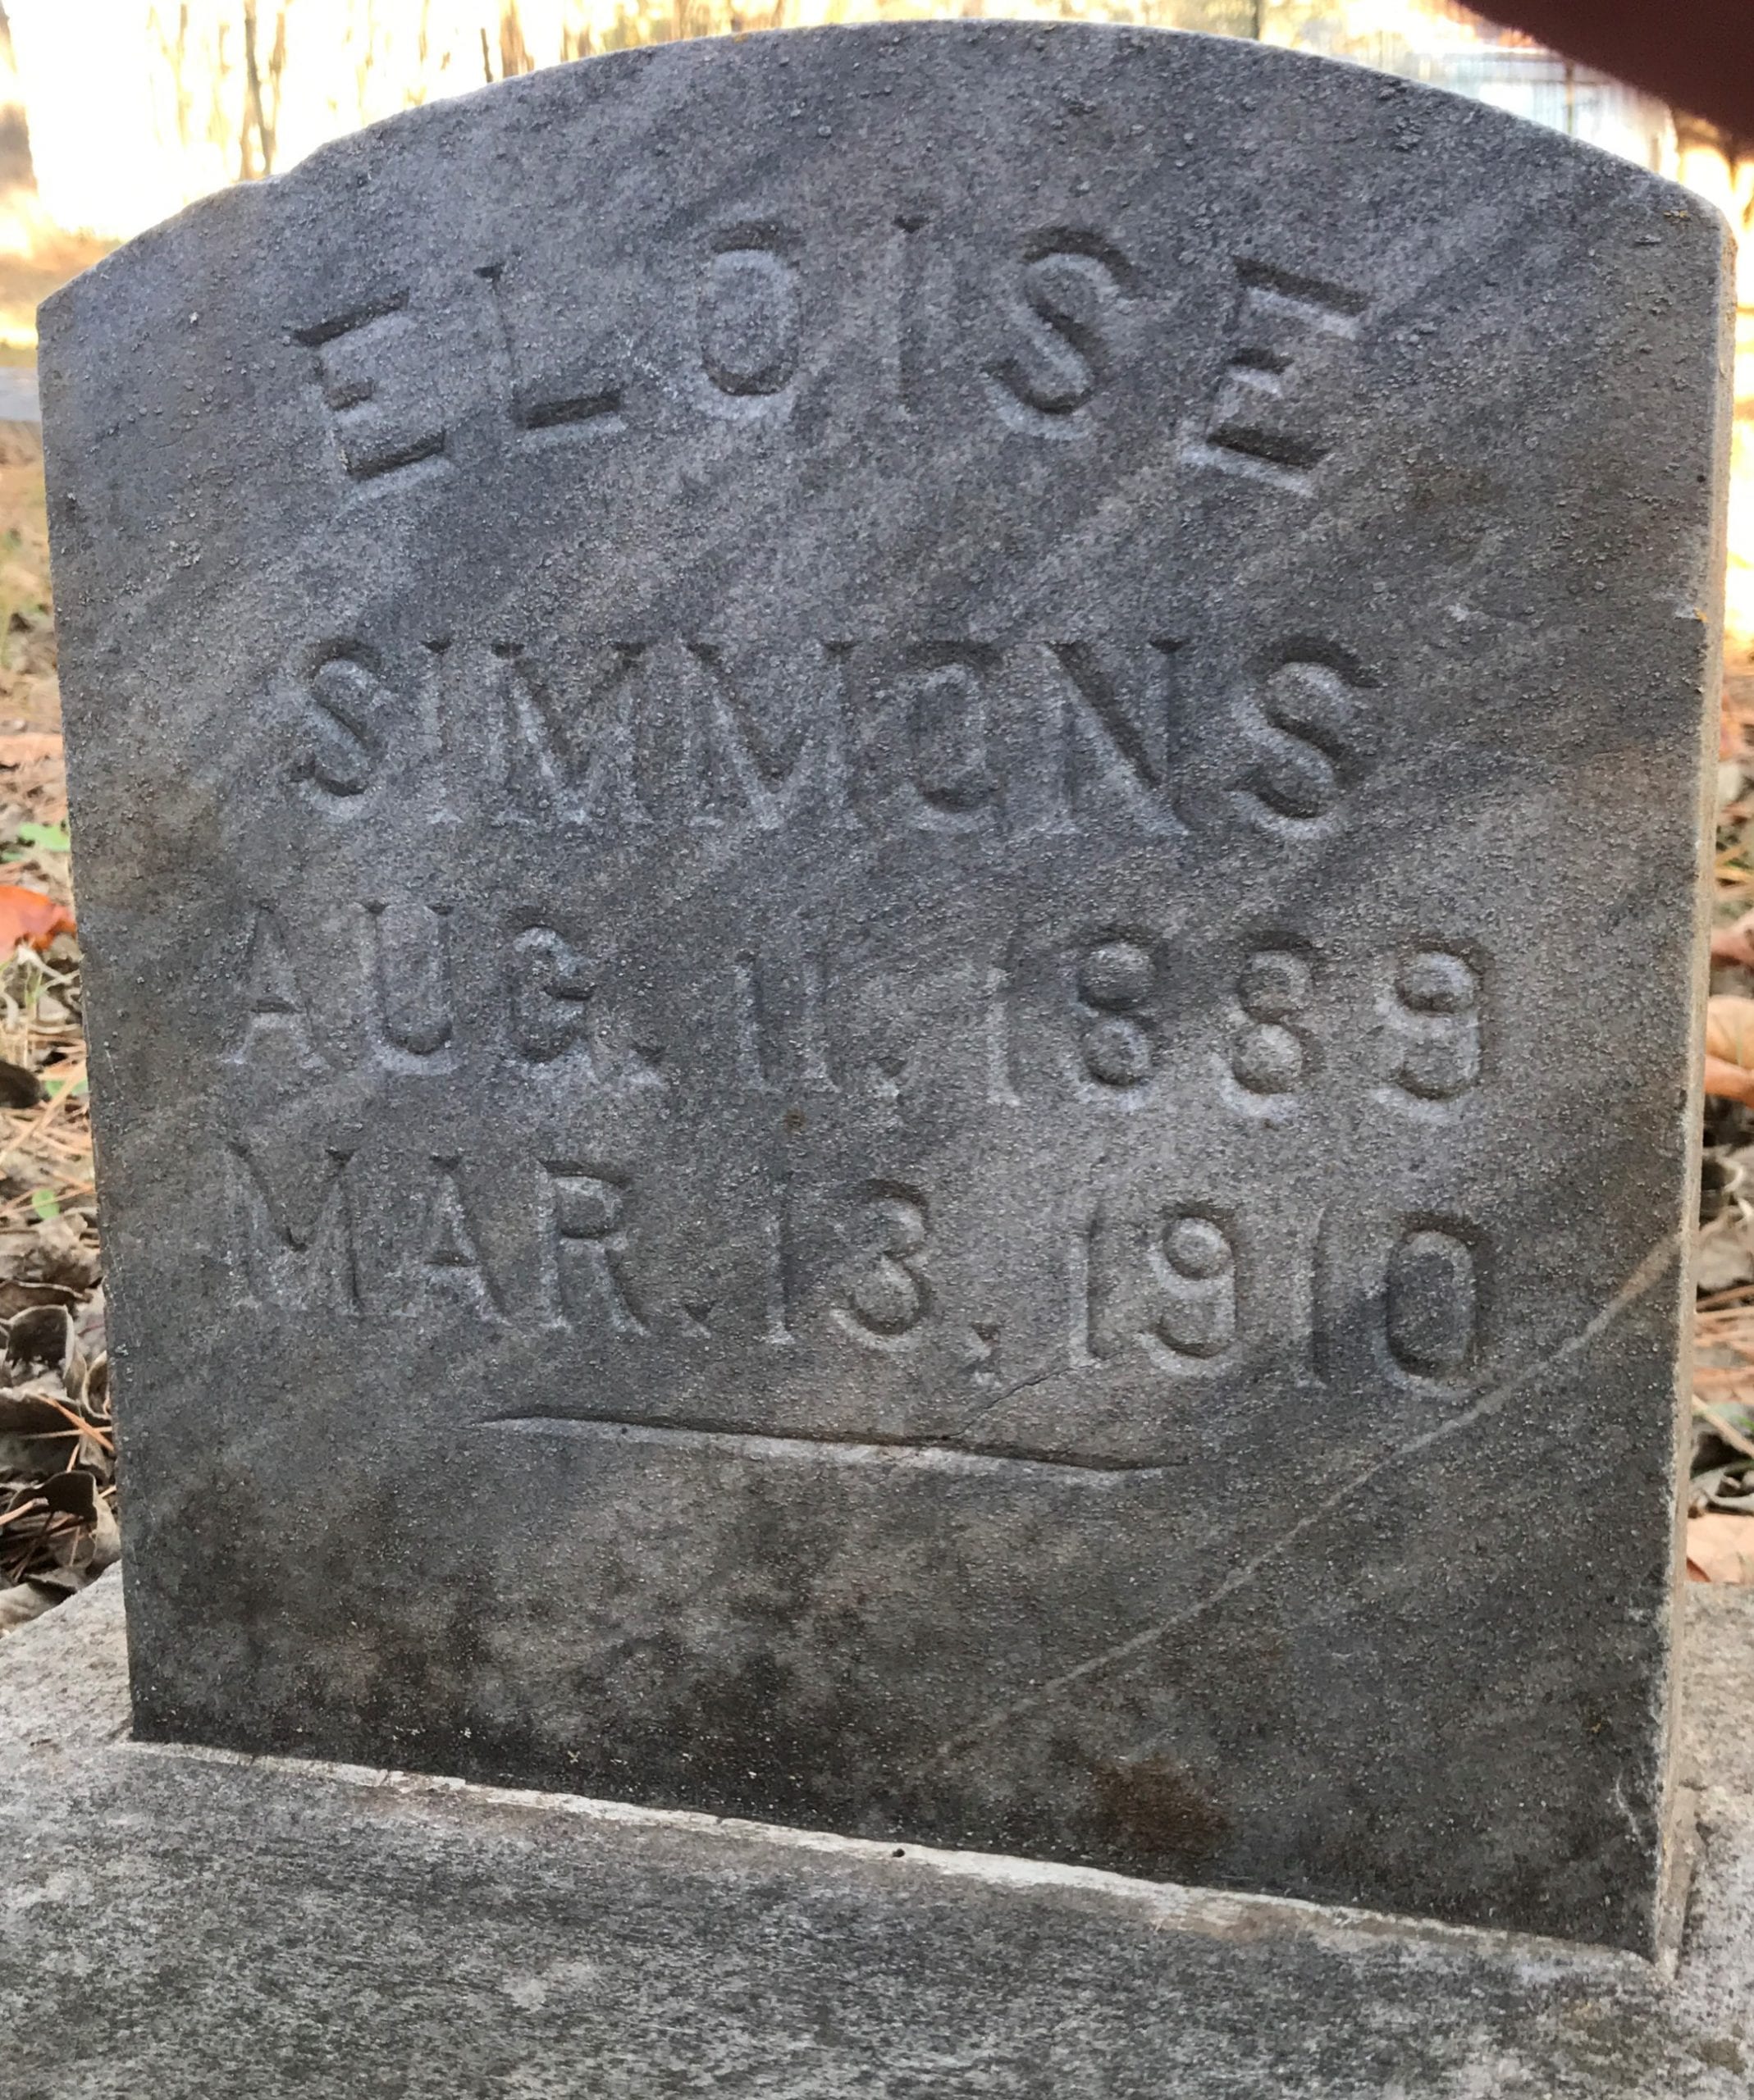 ELOISE
SIMMONS
AUG. 11, 1889
MAR. 13, 1910